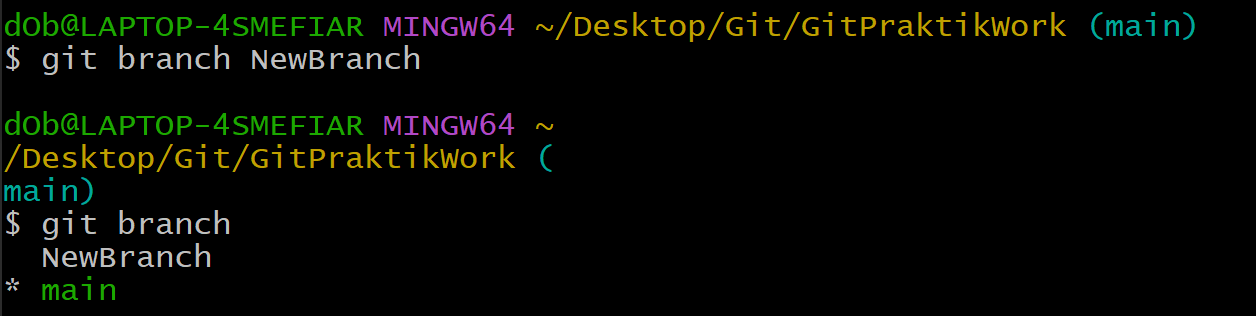 dOb@LAPTOP-4SMEFIAR MINGW64 ~/Desktop/Git/GitPraktikWork (main)
$ git branch NewBranch
dOb@LAPTOP-4SMEFIAR MINGW64 ~
/Desktop/Git/GitPraktikWork (
main)
$ git branch
  NewBranch
* main